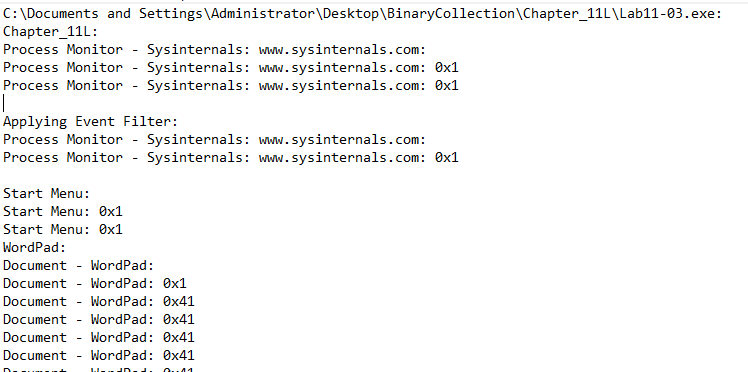 C:\Documents and Settings\Administrator\Desktop\BinaryCollection\Chapter_11L\Lab11-03.exe:
Chapter_11L:
Process Monitor - Sysinternals: www.sysinternals.com:
Process Monitor - Sysinternals: www.sysinternals.com: 0x1
Process Monitor - Sysinternals: www.sysinternals.com: 0x1
Applying Event Filter:
Process Monitor - Sysinternals: www.sysinternals.com:
Process Monitor - Sysinternals: www.sysinternals.com: 0x1
Start Menu:
Start Menu: 0x1
Start Menu: 0x1
WordPad:
Document - WordPad:
Document - WordPad: 0x1
Document - WordPad: 0x41
Document - WordPad: 0x41
Document - WordPad: 0x41
Document - WordPad: 0x41